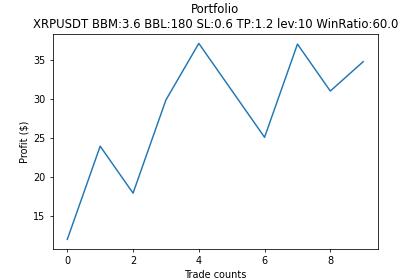 Portfolio
XRPUSDT BBM:3.6 BBL:180 SL:0.6 TP:1.2 lev:10 WinRatio:60.0
Profit ($)
35
30
25
20
15
0 2 4 6 8
Trade counts